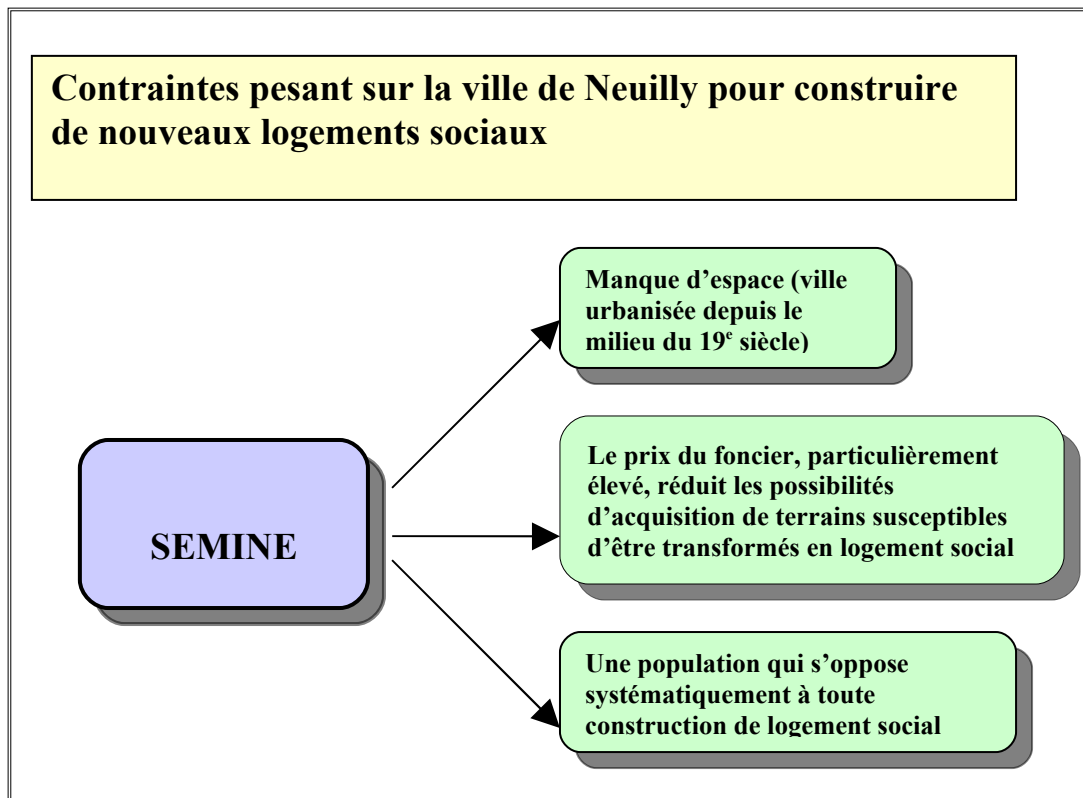 Contraintes pesant sur la ville de Neuilly pour construire
de nouveaux logements sociaux
Manque d’espace (ville
urbanisée depuis le
milieu du 19e siècle)
SEMINE
Le prix du foncier, particulièrement
élevé, réduit les possibilités
d’acquisition de terrains susceptibles
d’être transformés en logement social
Une population qui s’oppose
systématiquement à toute
construction de logement social